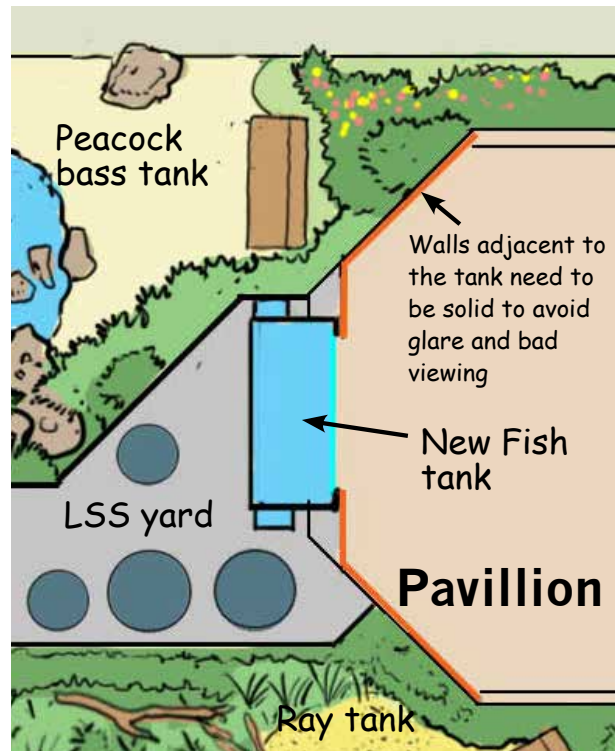 Peacock
bass tank
Walls adjacent to
the tank need to
be solid to avoid
glare and bad
viewing
New Fish
tank
LSS yard
Pavillion
Ray tank